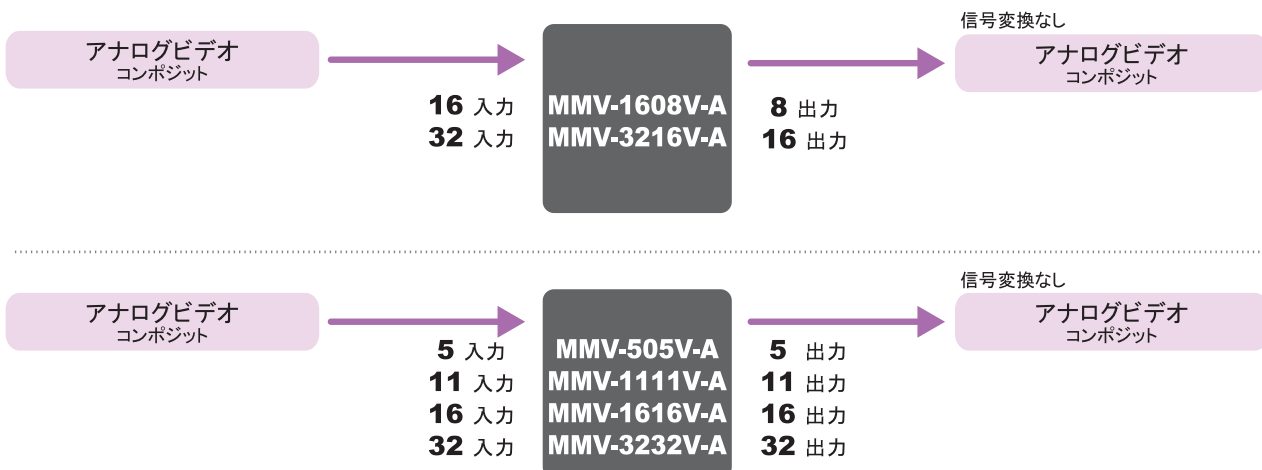 信号変換なし
アナログビデオ
コンポジット
アナログビデオ
コンポジット
16 入力 MMV-1608V-A 8 出力
32 入力 MMV-3216V-A 16 出力
信号変換なし
アナログビデオ
コンポジット
アナログビデオ
コンポジット
5 入力 MMV-505V-A 5 出力
11 入力 MMV-1111V-A 11 出力
16 入力 MMV-1616V-A 16 出力
32 入力 MMV-3232V-A 32 出力